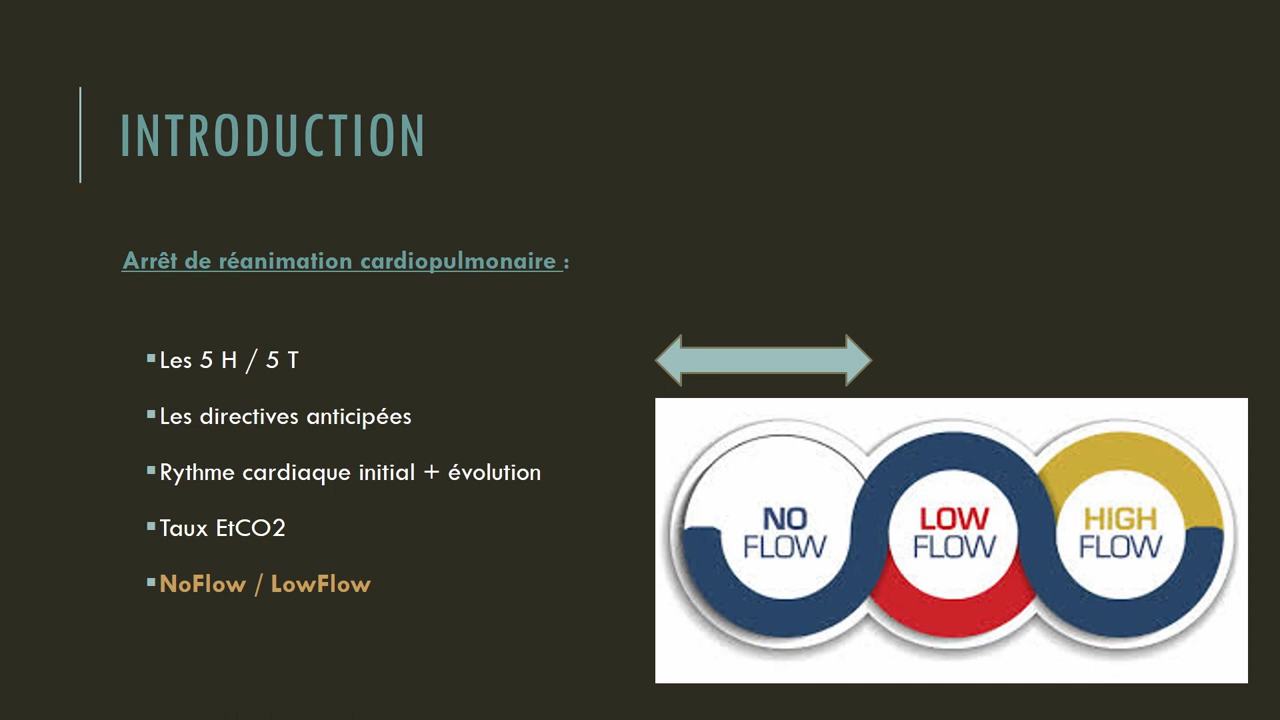 INTRODUCTION
Arrêt de réanimation cardiopulmonaire :
Les 5 H / 5 T
Les directives anticipées
Rythme cardiaque initial + évolution
Taux EtCO2
NoFlow / LowFlow
NO
FLOW
LOW
FLOW
HIGH
FLOW